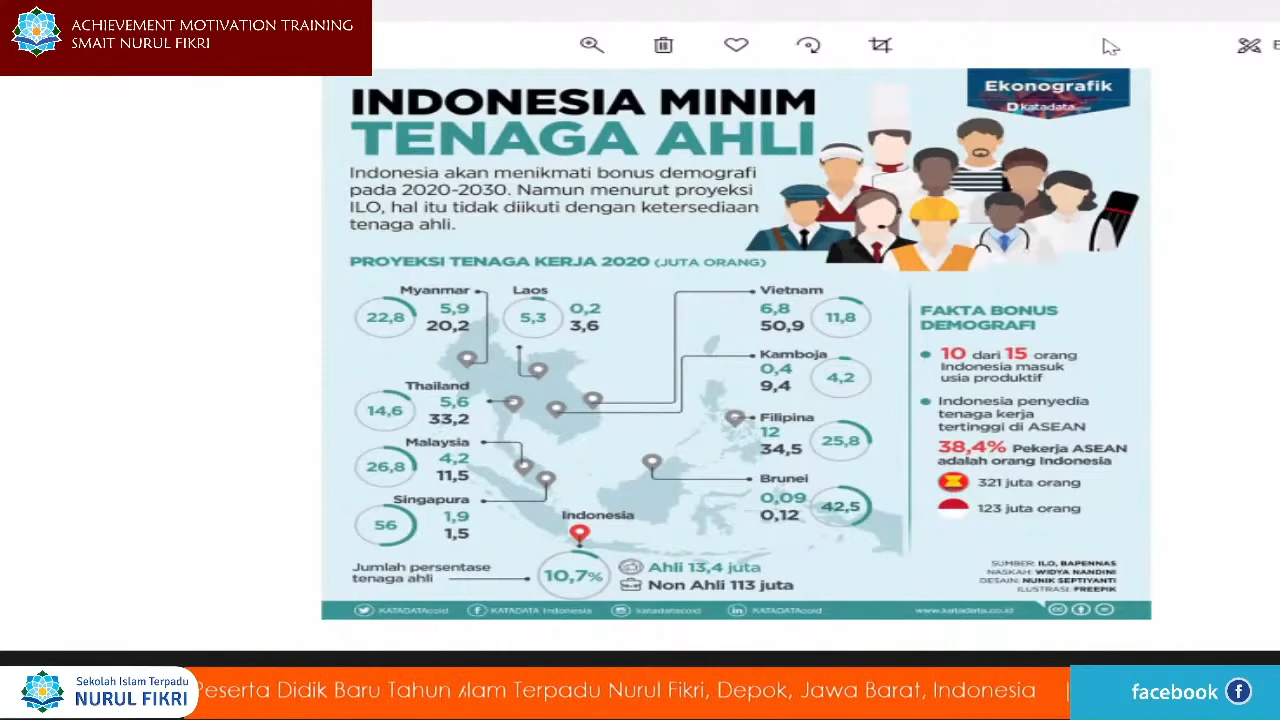 ACHIEVEMENT MOTIVATION TRAINING
SMAIT NURUL FIKRI
INDONESIA MINIM
TENAGA AHLI
Ekonografik
katadata
Indonesia akan menikmati bonus demografi
pada 2020-2030. Namun menurut proyeksi
ILO, hal itu tidak diikuti dengan ketersediaan
tenaga ahli.
PROYEKSI TENAGA KERJA 2020 (JUTA ORANG)
Myanmar
22,8
5,9
20,2
Laos
5,3
0,2
3,6
Vietnam
6,8
50,9
11,8
Kamboja
0,4
9,4
4,2
Thailand
14,6
5,6
33,2
Filipina
12
34,5
25,8
Malaysia
26,8
4,2
11,5
Brunei
0,09
0,12
42,5
Singapura
56
1,9
1,5
Indonesia
Jumlah persentase
tenaga ahli
10,7%
Ahli 13,4 juta
Non Ahli 113 juta
FAKTA BONUS
DEMOGRAFI
10 dari 15 orang
Indonesia masuk
usia produktif
Indonesia penyedia
tenaga kerja
tertinggi di ASEAN
38,4% Pekerja ASEAN
adalah orang Indonesia
321 juta orang
123 juta orang
SUMBER: ILO, BAPENNAS
NASKAH: WIDYA NANDINI
DESAIN: NUNIK SEPTIYANTI
ILUSTRASI: FREEPIK
KATADATAcoid
KATADATA Indonesia
katadatacoid
KATADATAcoid
www.katadata.co.id
Sekolah Islam Terpadu
NURUL FIKRI
Peserta Didik Baru Tahun
lam Terpadu Nurul Fikri, Depok, Jawa Barat, Indonesia
facebook